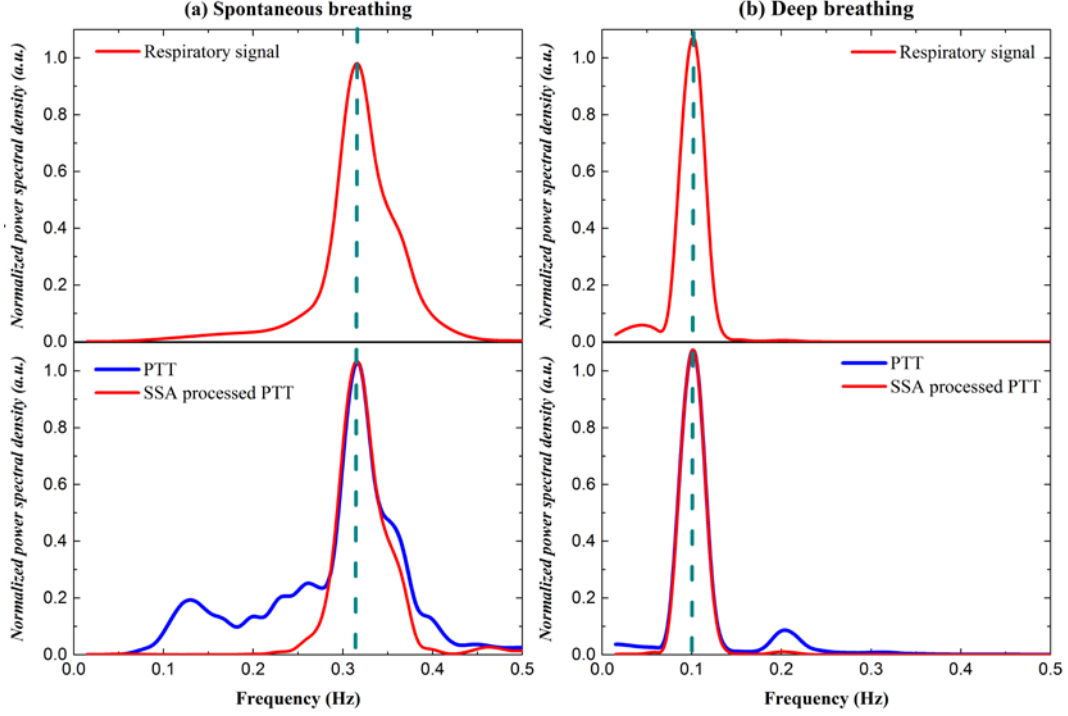 (a) Spontaneous breathing
(b) Deep breathing
Normalized power spectral density (a.u.)
1.0
0.8
0.6
0.4
0.2
0.0
Respiratory signal
Normalized power spectral density (a.u.)
1.0
0.8
0.6
0.4
0.2
0.0
Respiratory signal
Normalized power spectral density (a.u.)
1.0
0.8
0.6
0.4
0.2
0.0
PTT
SSA processed PTT
0.0 0.1 0.2 0.3 0.4 0.5
Frequency (Hz)
Normalized power spectral density (a.u.)
1.0
0.8
0.6
0.4
0.2
0.0
PTT
SSA processed PTT
0.0 0.1 0.2 0.3 0.4 0.5
Frequency (Hz)